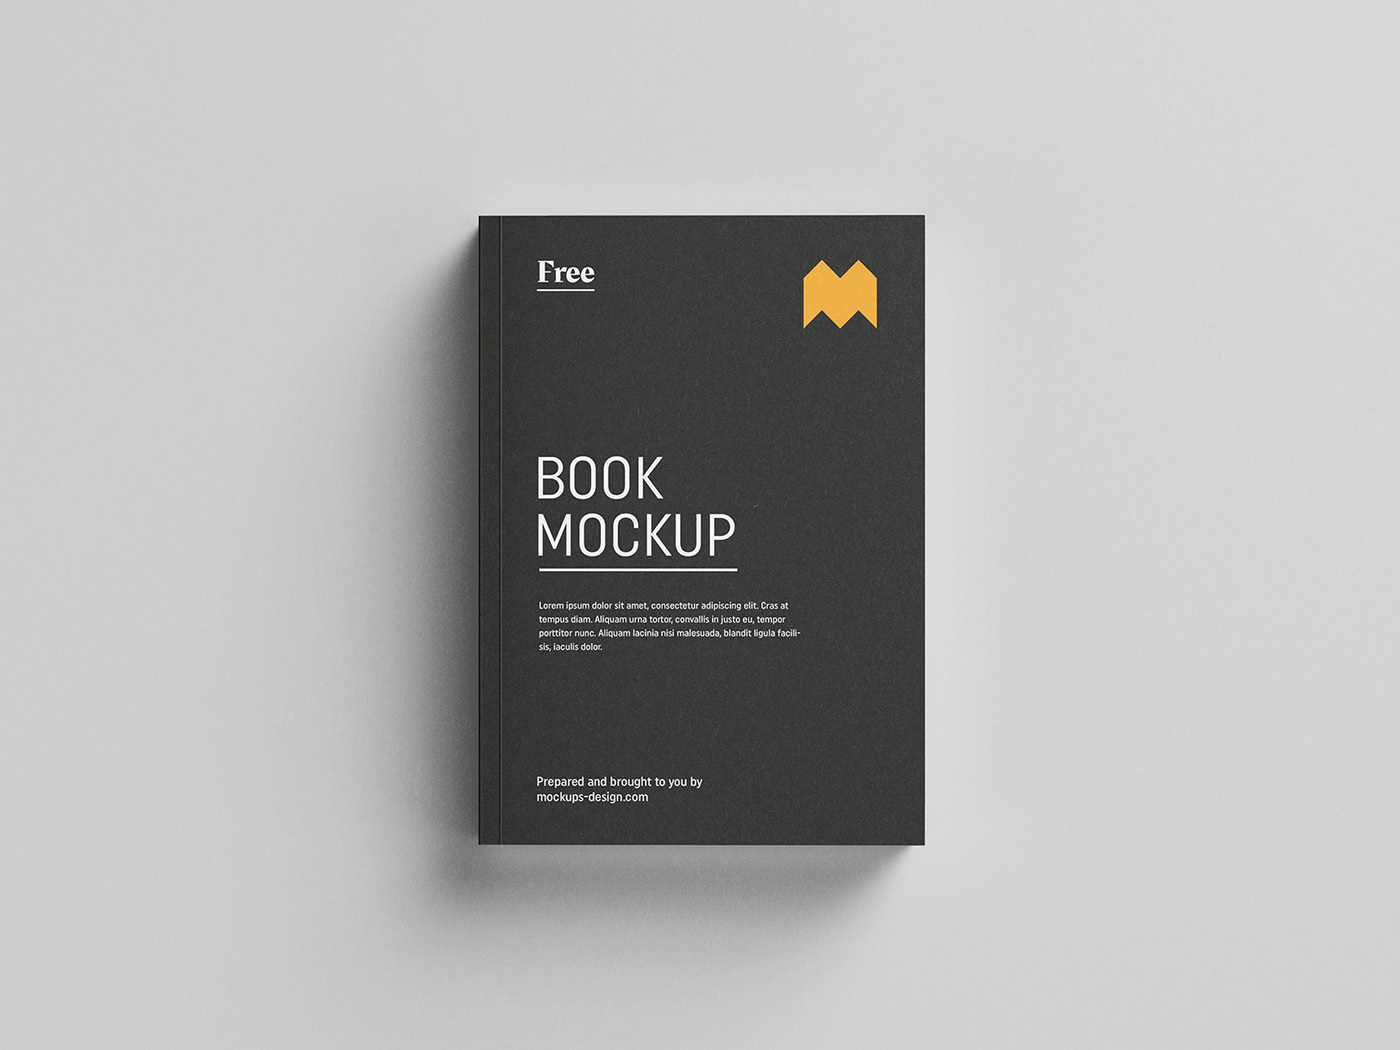 Free
BOOK
MOCKUP
Lorem ipsum dolor sit amet, consectetur adipiscing elit. Cras at
tempus diam. Aliquam urna tortor, convallis in justo eu, tempor
porttitor nunc. Aliquam lacinia nisi malesuada, blandit ligula facili-
sis, iaculis dolor.
Prepared and brought to you by
mockups-design.com